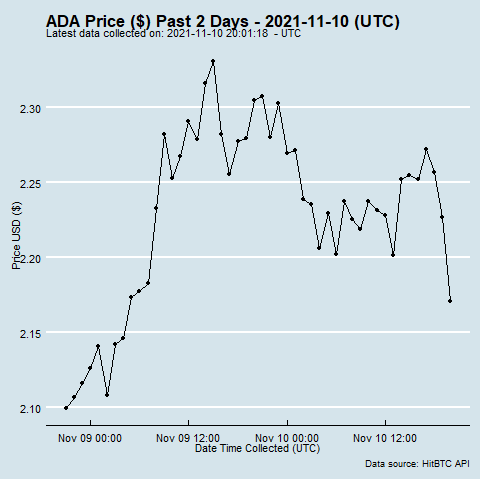 ADA Price ($) Past 2 Days - 2021-11-10 (UTC)
Latest data collected on: 2021-11-10 20:01:18 - UTC
Price USD ($)
2.30
2.25
2.20
2.15
2.10
Nov 09 00:00 Nov 09 12:00 Nov 10 00:00 Nov 10 12:00
Date Time Collected (UTC)
Data source: HitBTC API